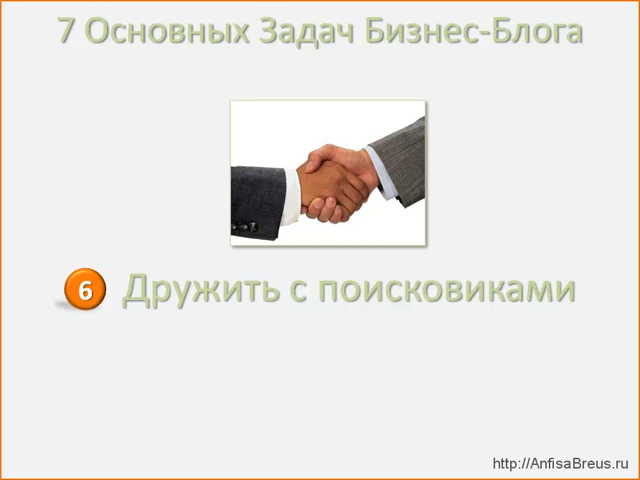 7 Основных Задач Бизнес-Блога
6 Дружить с поисковиками
http://AnfisaBreus.ru